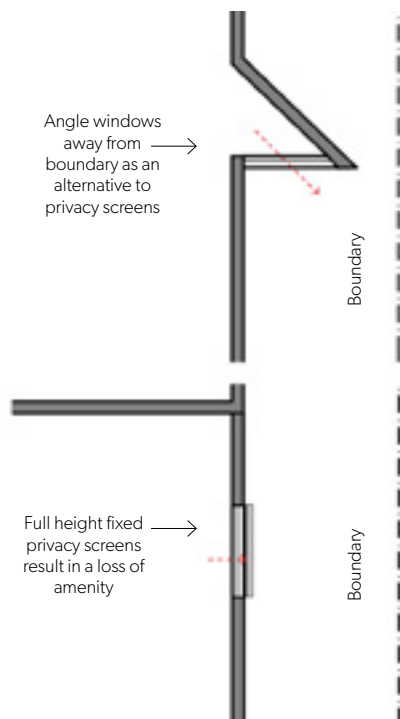 Angle windows
away from
boundary as an
alternative to
privacy screens
Boundary
Full height fixed
privacy screens
result in a loss of
amenity
Boundary